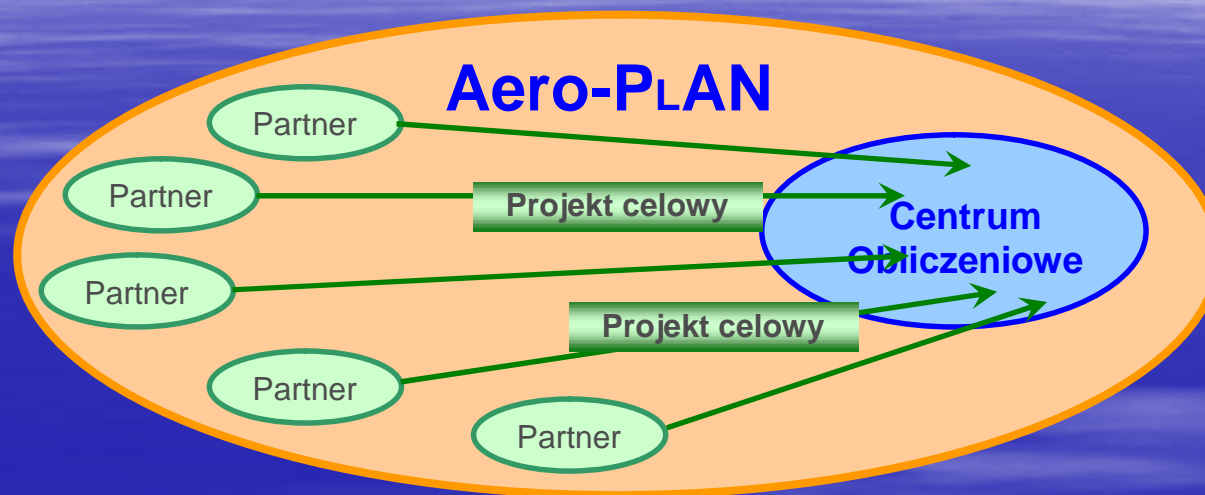 Aero-PLAN
Partner
Partner
Projekt celowy
Centrum
Obliczeniowe
Partner
Projekt celowy
Partner
Partner